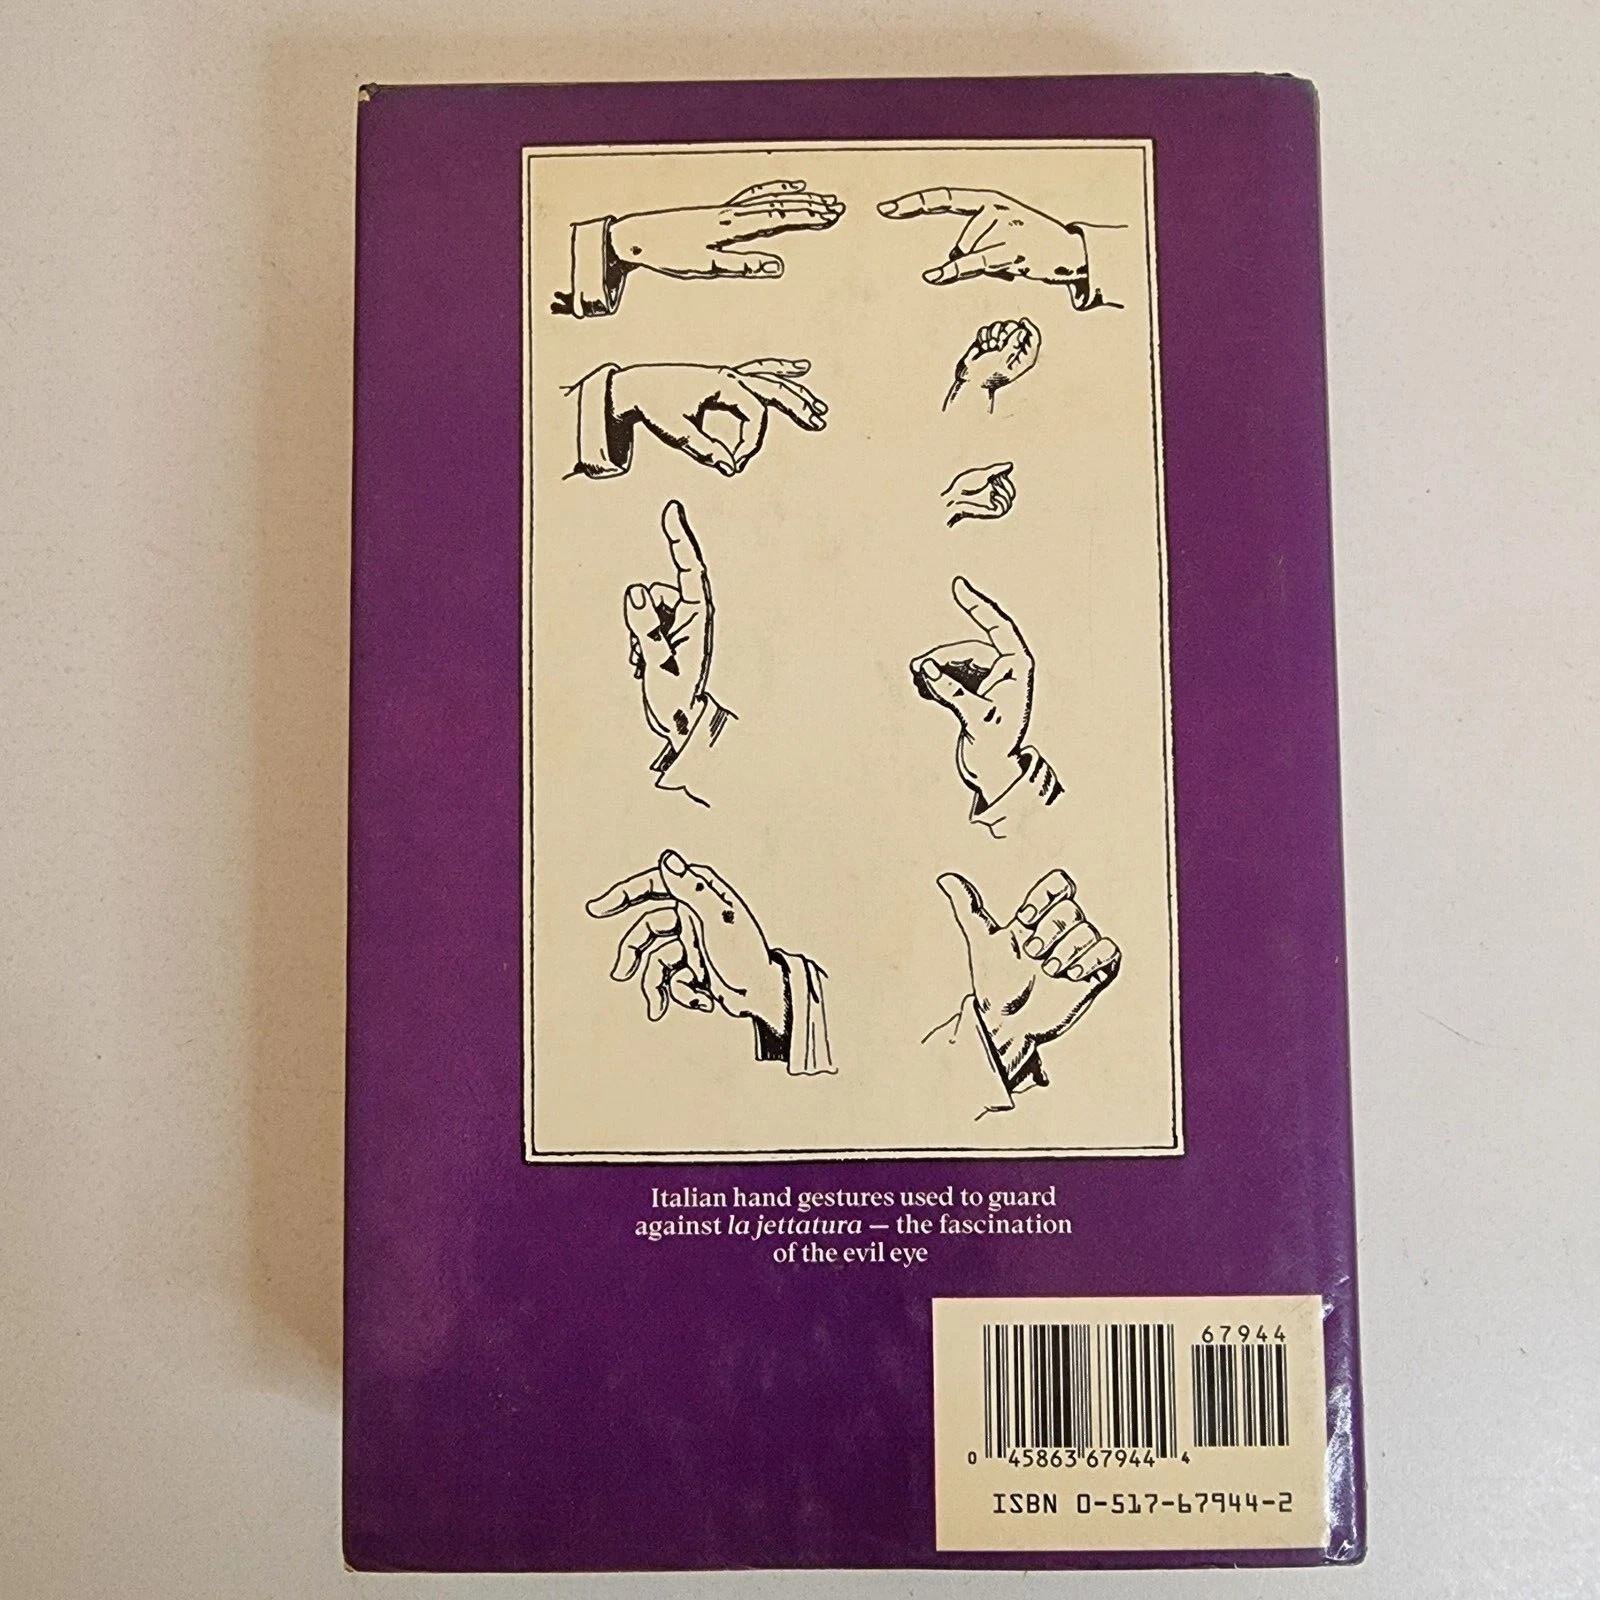 Italian hand gestures used to guard
against la jettatura — the fascination
of the evil eye
67944
0 45863 67944 4
ISBN 0-517-67944-2